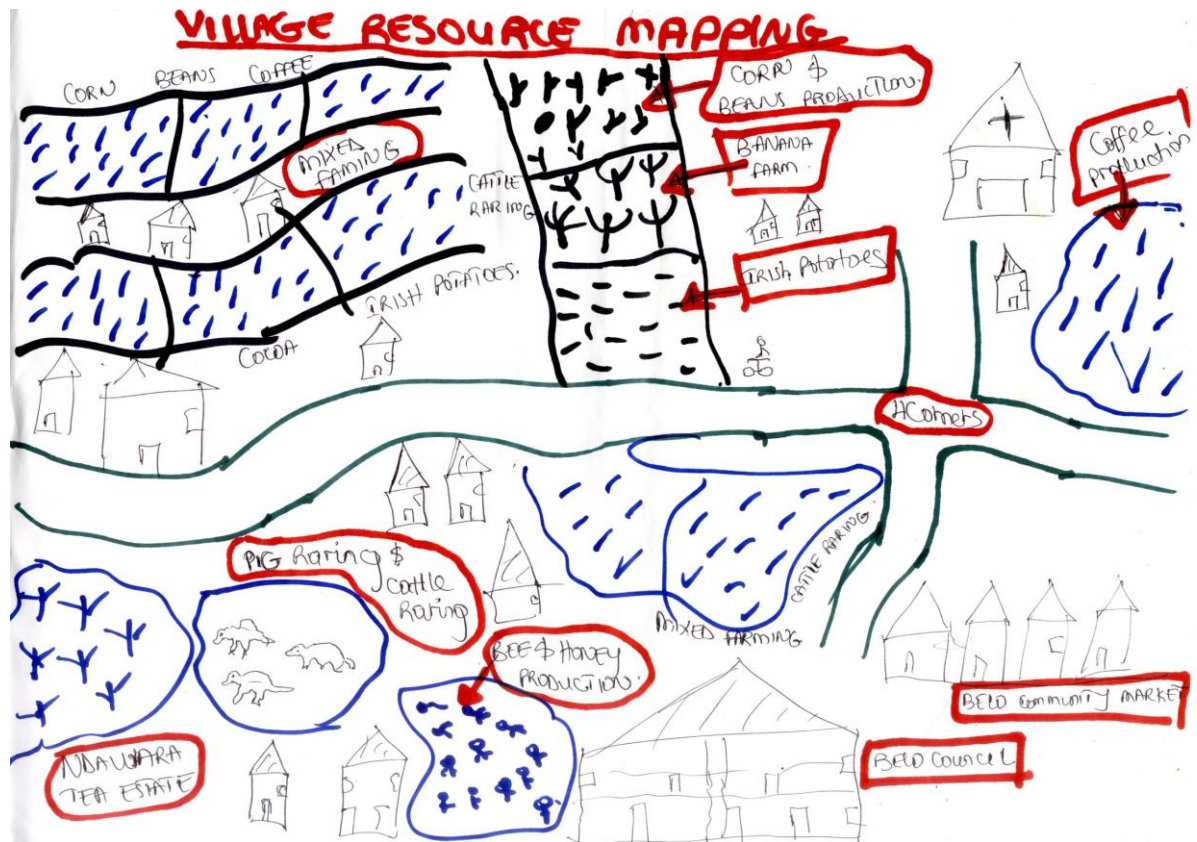 VILLAGE RESOURCE MAPPING
CORN BEANS COFFEE
CORN $
BEANS PRODUCTION.
MIXED
FAMING
BANANA
FARM.
Coffee
production
CATTLE
RARING
IRISH POTATOES
IRISH POTATOES.
COCOA
4Corners
PIG Raring $
Cattle
Raring
CATTLE RARING
MIXED FARMING
BEE $ HONEY
PRODUCTION.
BELO COMMUNITY MARKET
NDAWARA
TEA ESTATE
BELO COUNCIL